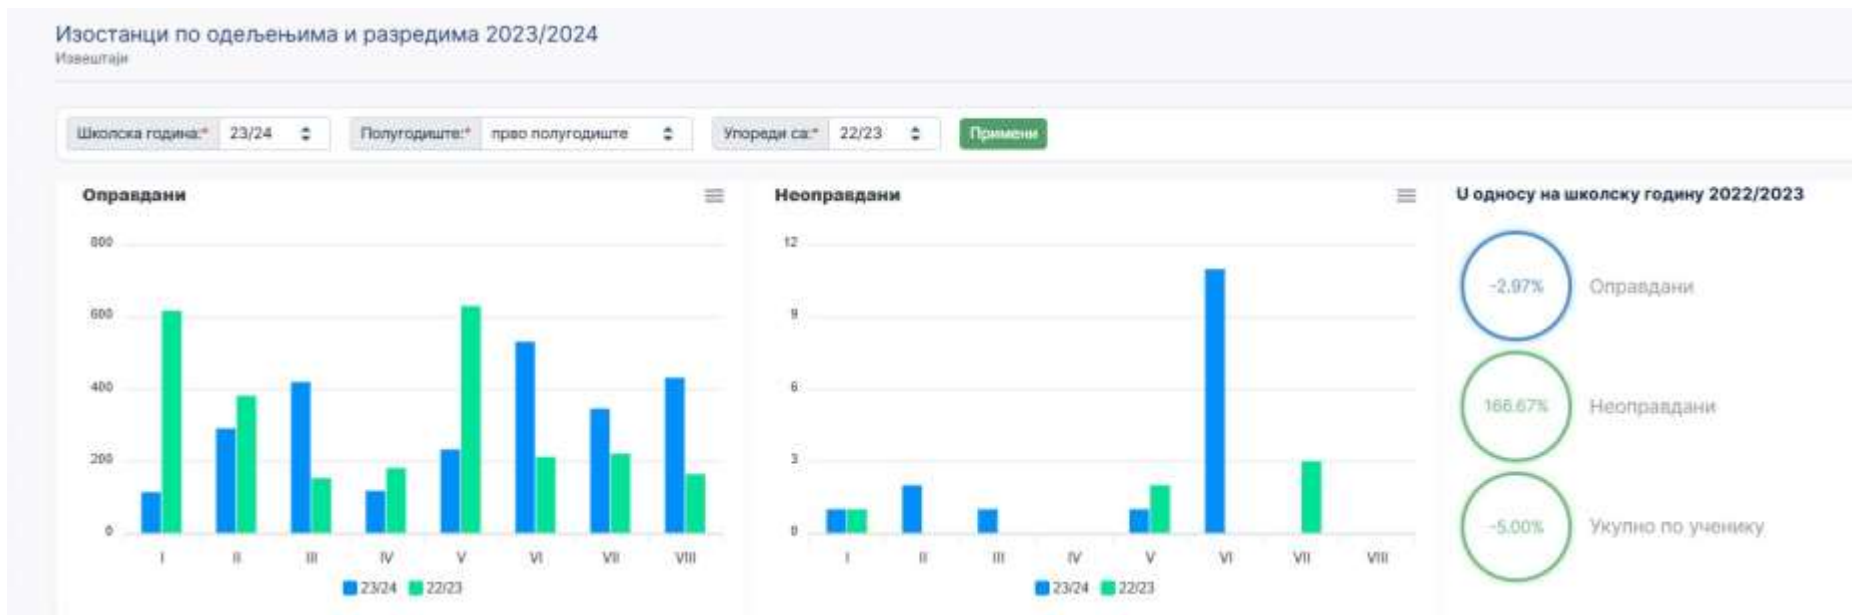 Изостанци по одељењима и разредима 2023/2024
Извештаји
Школска година:* 23/24 Полугодиште:* прво полугодиште Упореди са:* 22/23 Примени
Оправдани
800
600
400
200
0
I II III IV V VI VII VIII
23/24 22/23
Неоправдани
12
9
6
3
0
I II III IV V VI VII VIII
23/24 22/23
U односу на школску годину 2022/2023
-2.97% Оправдани
166.67% Неоправдани
-5.00% Укупно по ученику